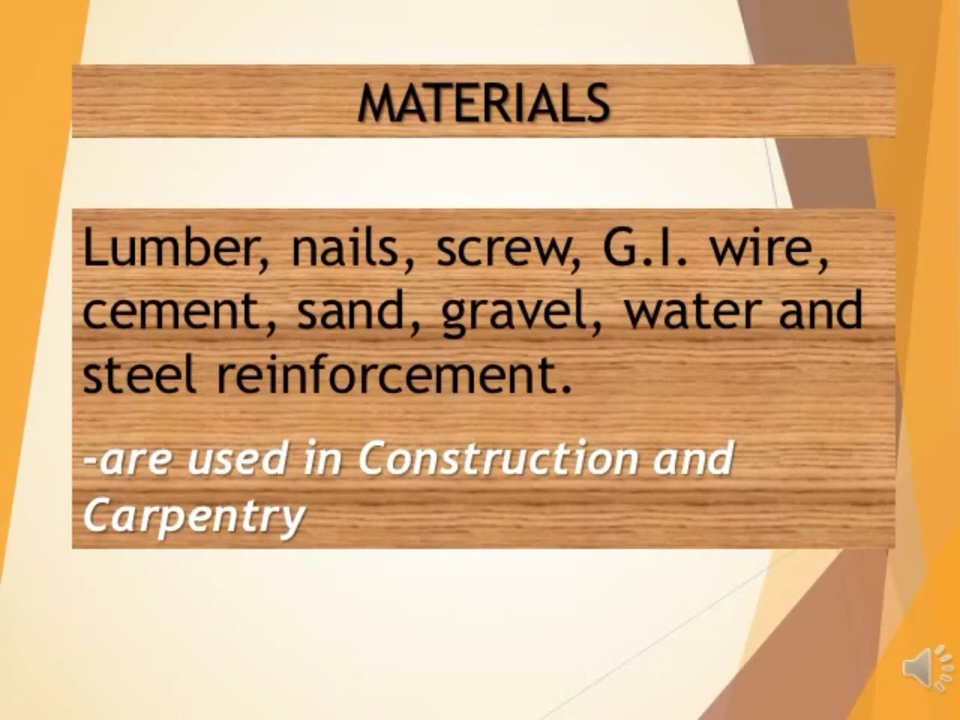 MATERIALS
Lumber, nails, screw, G.I. wire,
cement, sand, gravel, water and
steel reinforcement.
-are used in Construction and
Carpentry